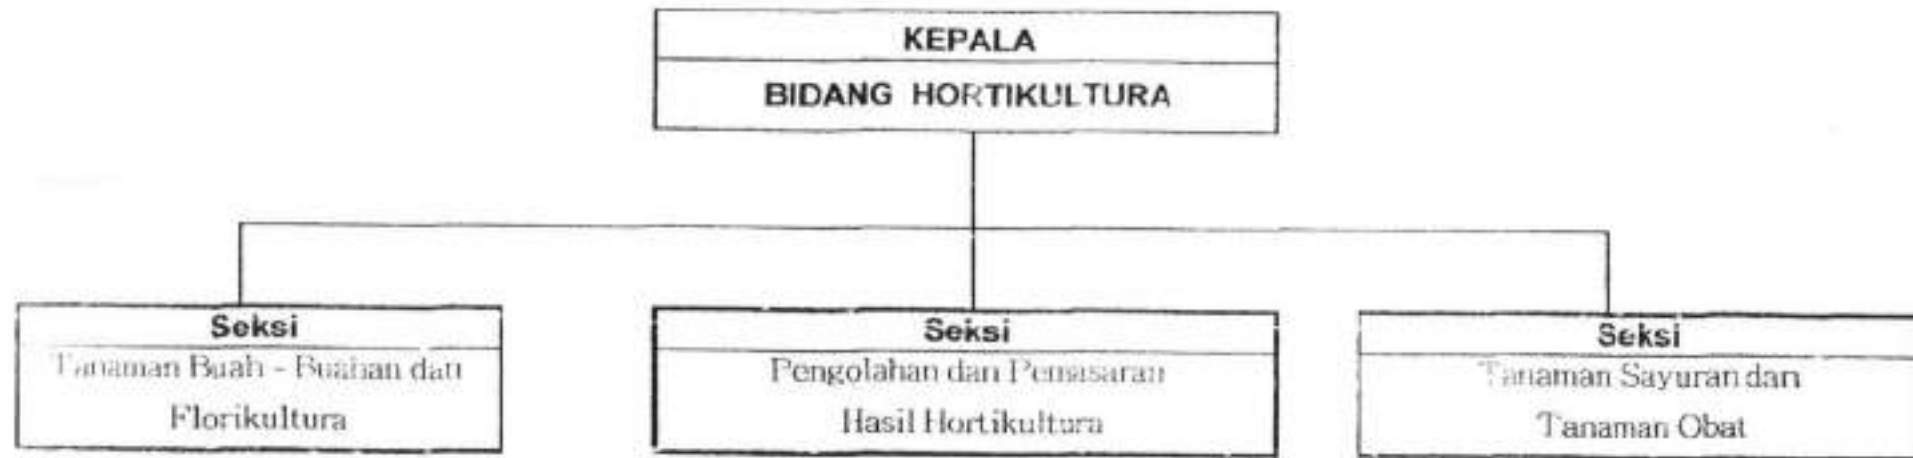 KEPALA
BIDANG HORTIKULTURA
Seksi
Tanaman Buah - Buahan dan
Florikultura
Seksi
Pengolahan dan Pemasaran
Hasil Hortikultura
Seksi
Tanaman Sayuran dan
Tanaman Obat